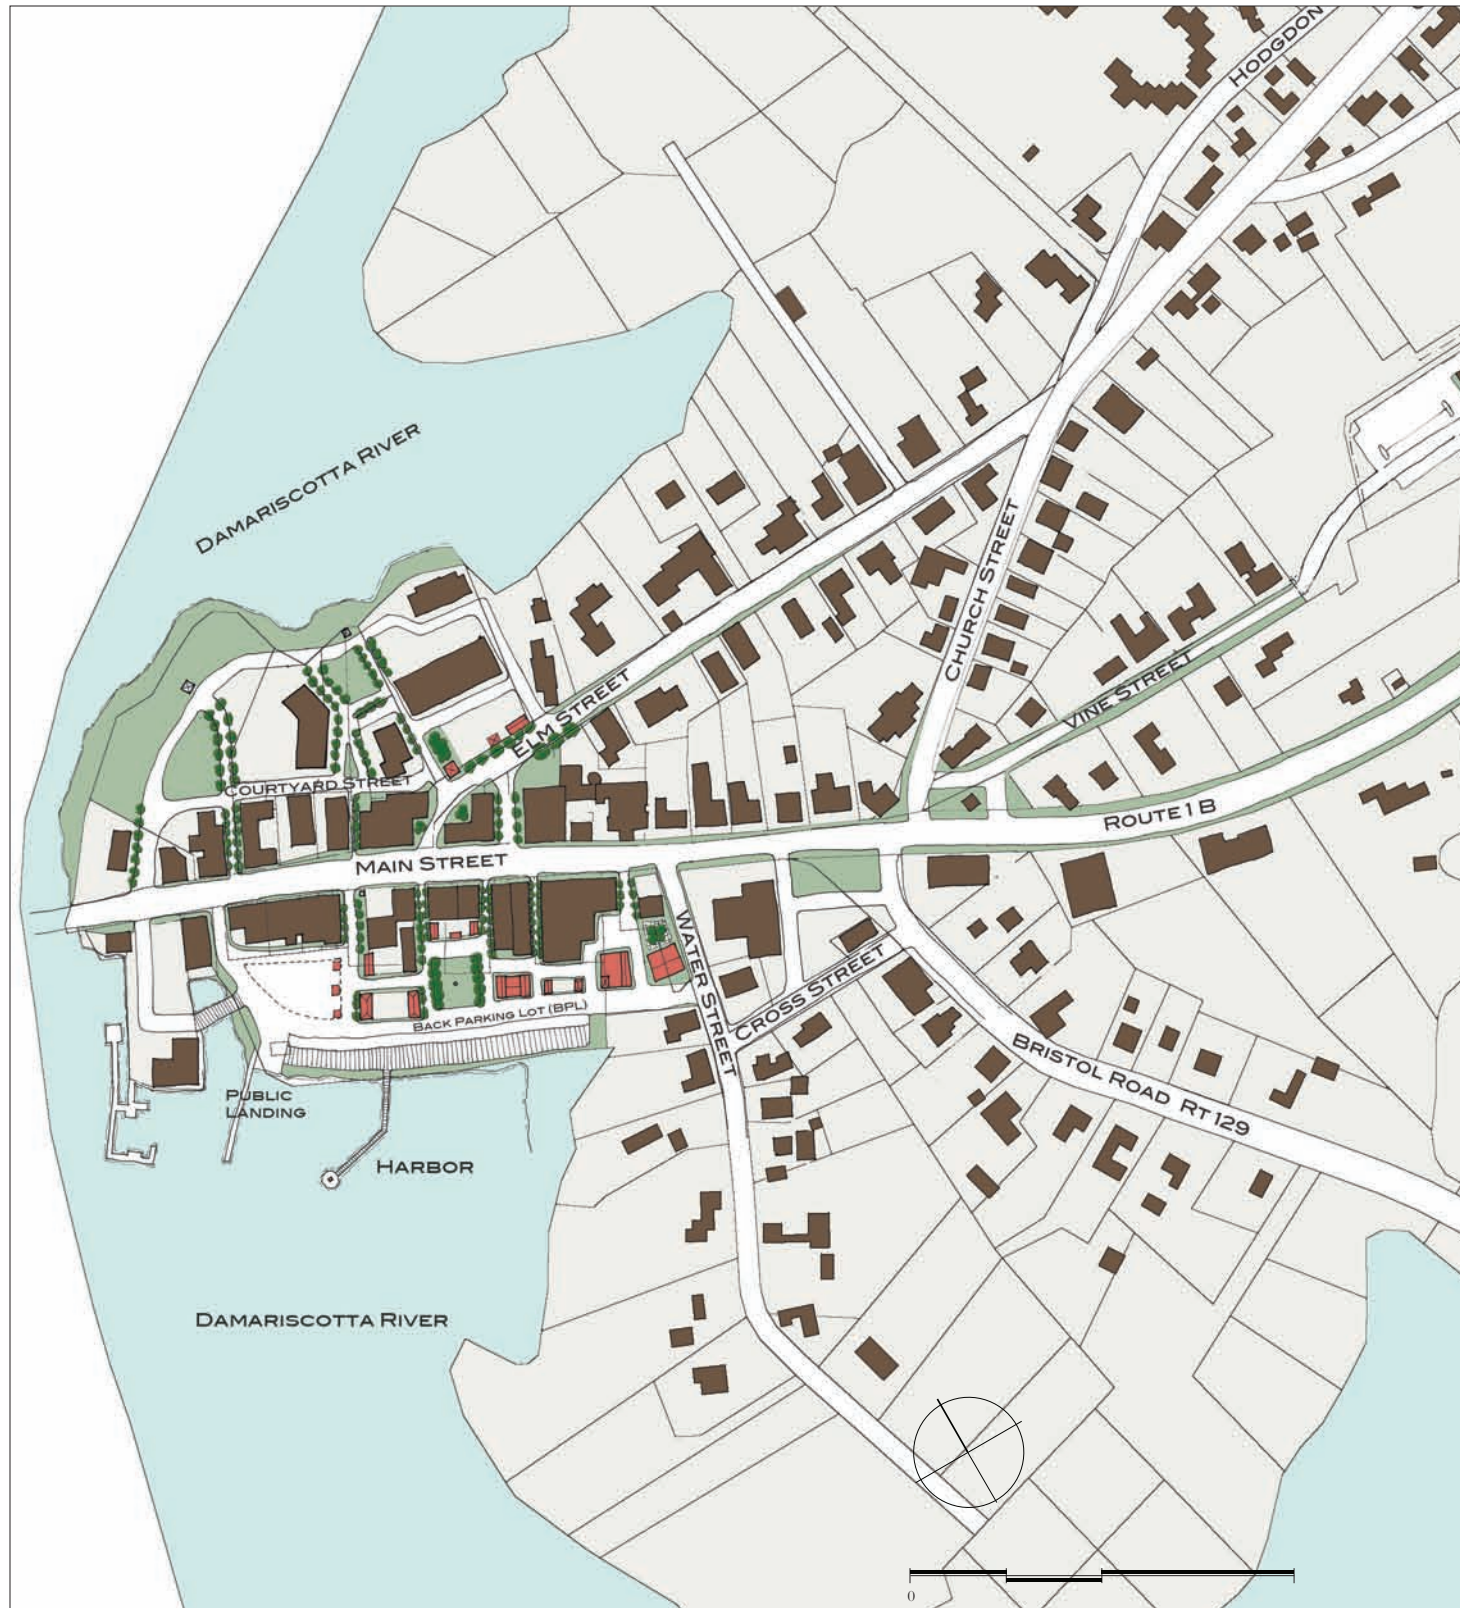 HODGDON
DAMARISCOTTA RIVER
CHURCH STREET
VINE STREET
ELM STREET
COURTYARD STREET
ROUTE 1 B
MAIN STREET
WATER STREET
CROSS STREET
BACK PARKING LOT (BPL)
BRISTOL ROAD RT 129
PUBLIC
LANDING
HARBOR
DAMARISCOTTA RIVER
0